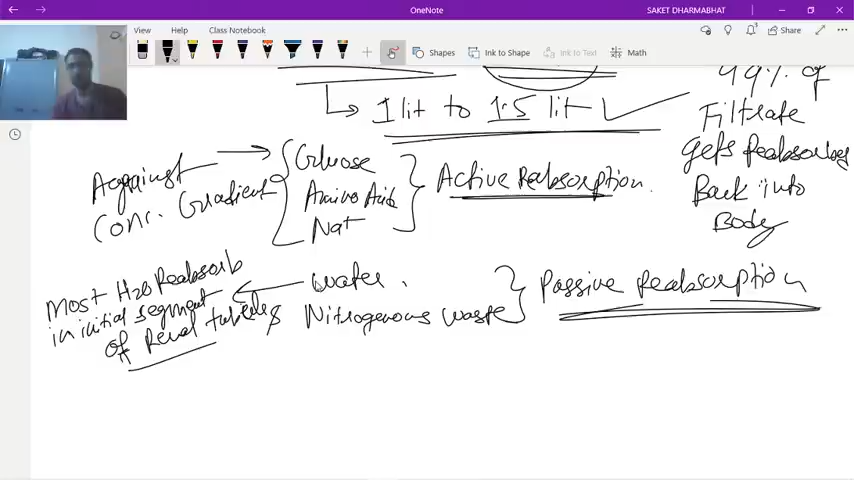 OneNote
SAKET DHARMABHAT
View Help Class Notebook
Share
Shapes Ink to Shape Ink to Text Math
99% of
Filtrate
gets Reabsorbs
Back into
Body
1 lit to 1.5 lit
Against
Conc. Gradient
Glucose
Amino Acids
Na+
Active Reabsorption.
Most H2O Reabsorb
in initial segment
of Renal tubules
water
Nitrogenous waste
Passive Reabsorption